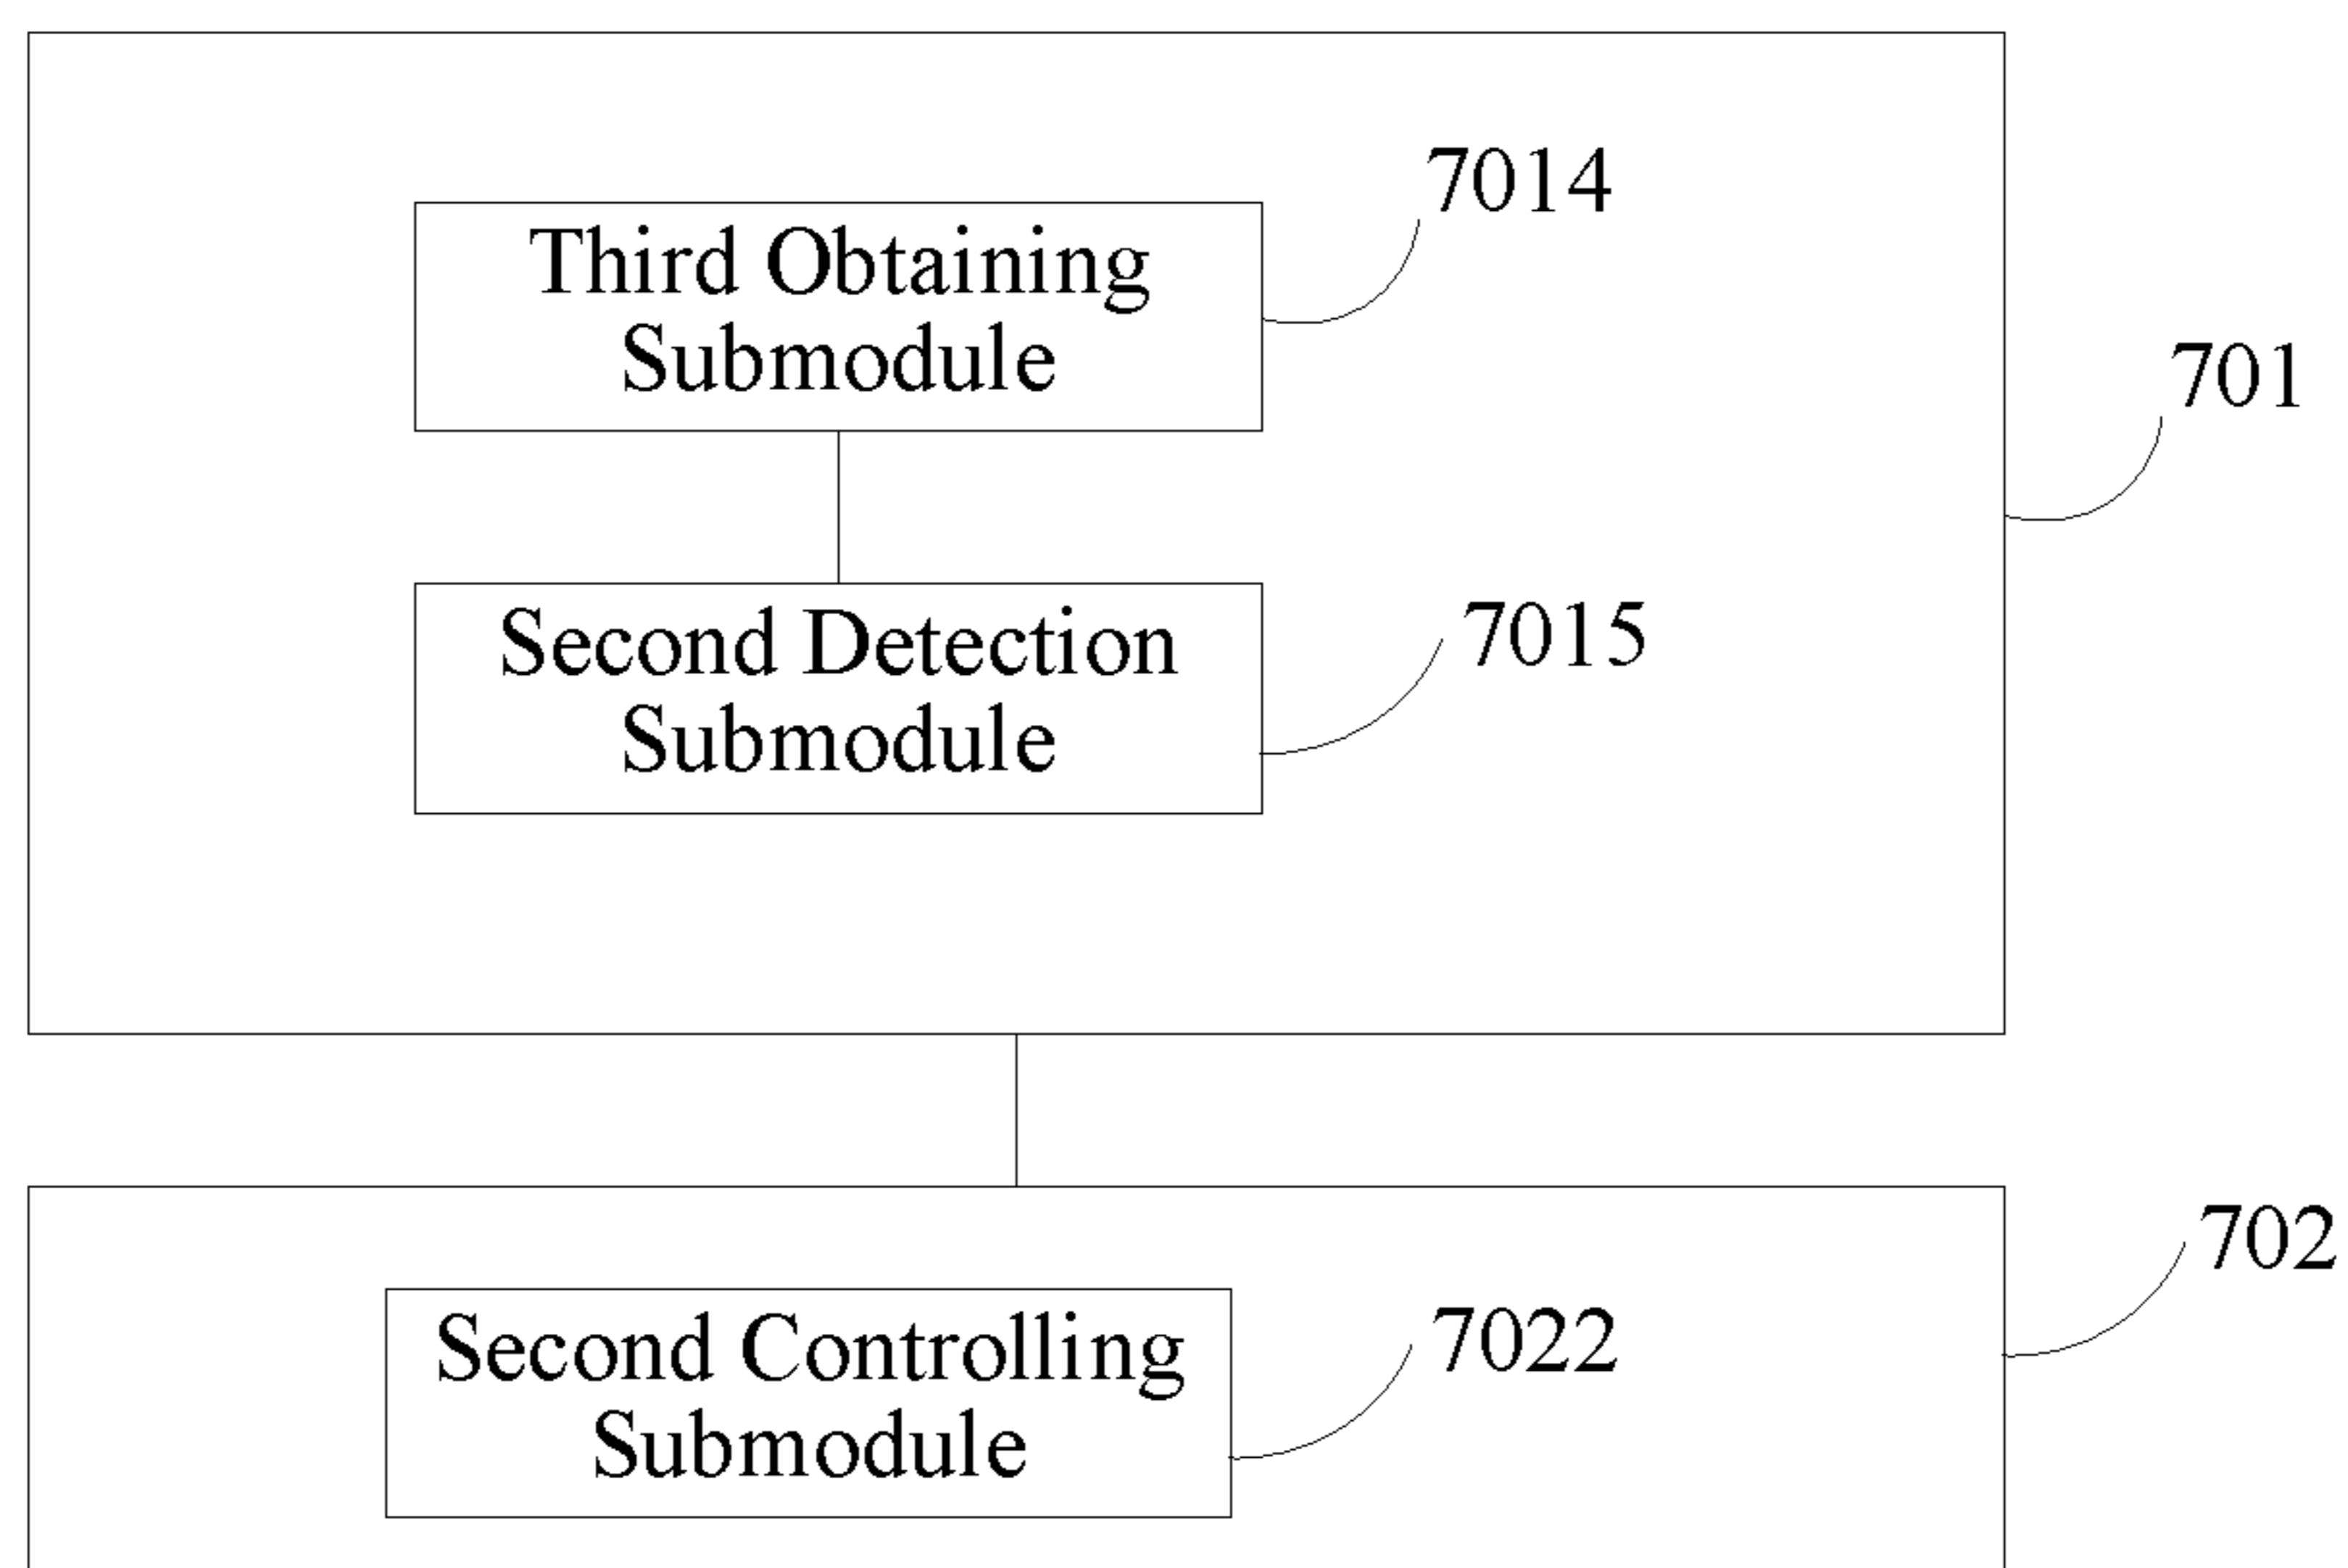 7014
Third Obtaining
Submodule
701
Second Detection
Submodule
7015
702
Second Controlling
Submodule
7022